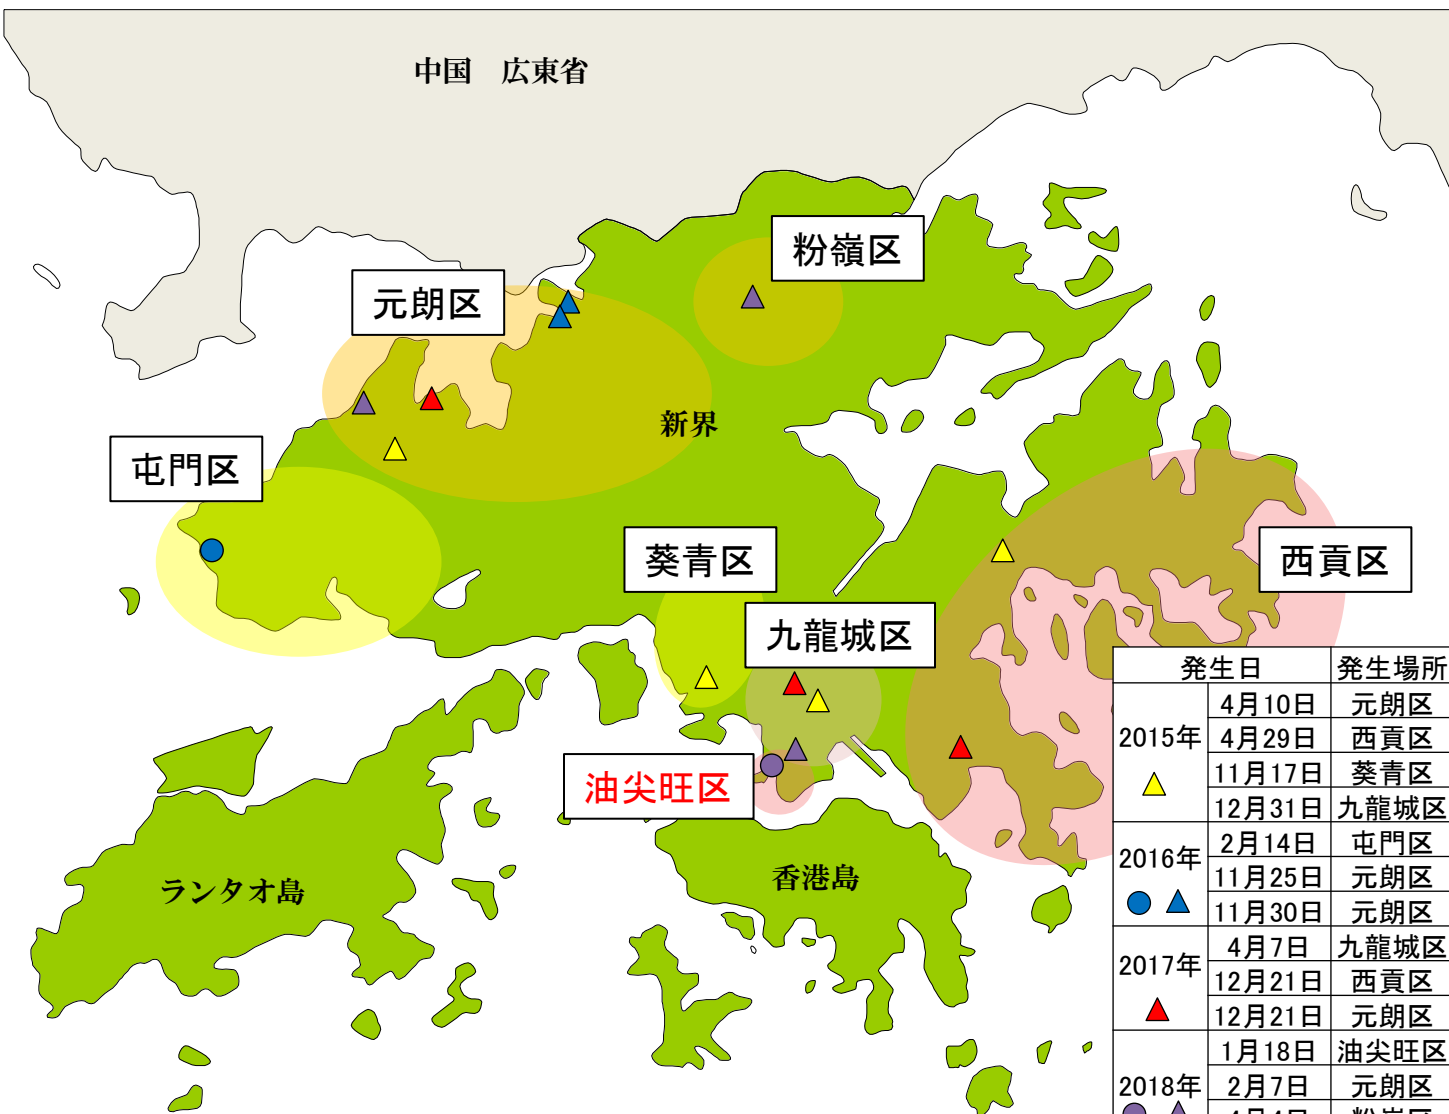 中国 広東省
粉嶺区
元朗区
新界
屯門区
葵青区
西貢区
九龍城区
油尖旺区
ランタオ島
香港島
発生日 発生場所
2015年
4月10日 元朗区
4月29日 西貢区
11月17日 葵青区
12月31日 九龍城区
2016年
2月14日 屯門区
11月25日 元朗区
11月30日 元朗区
2017年
4月7日 九龍城区
12月21日 西貢区
12月21日 元朗区
2018年
1月18日 油尖旺区
2月7日 元朗区
4月4日 粉嶺区